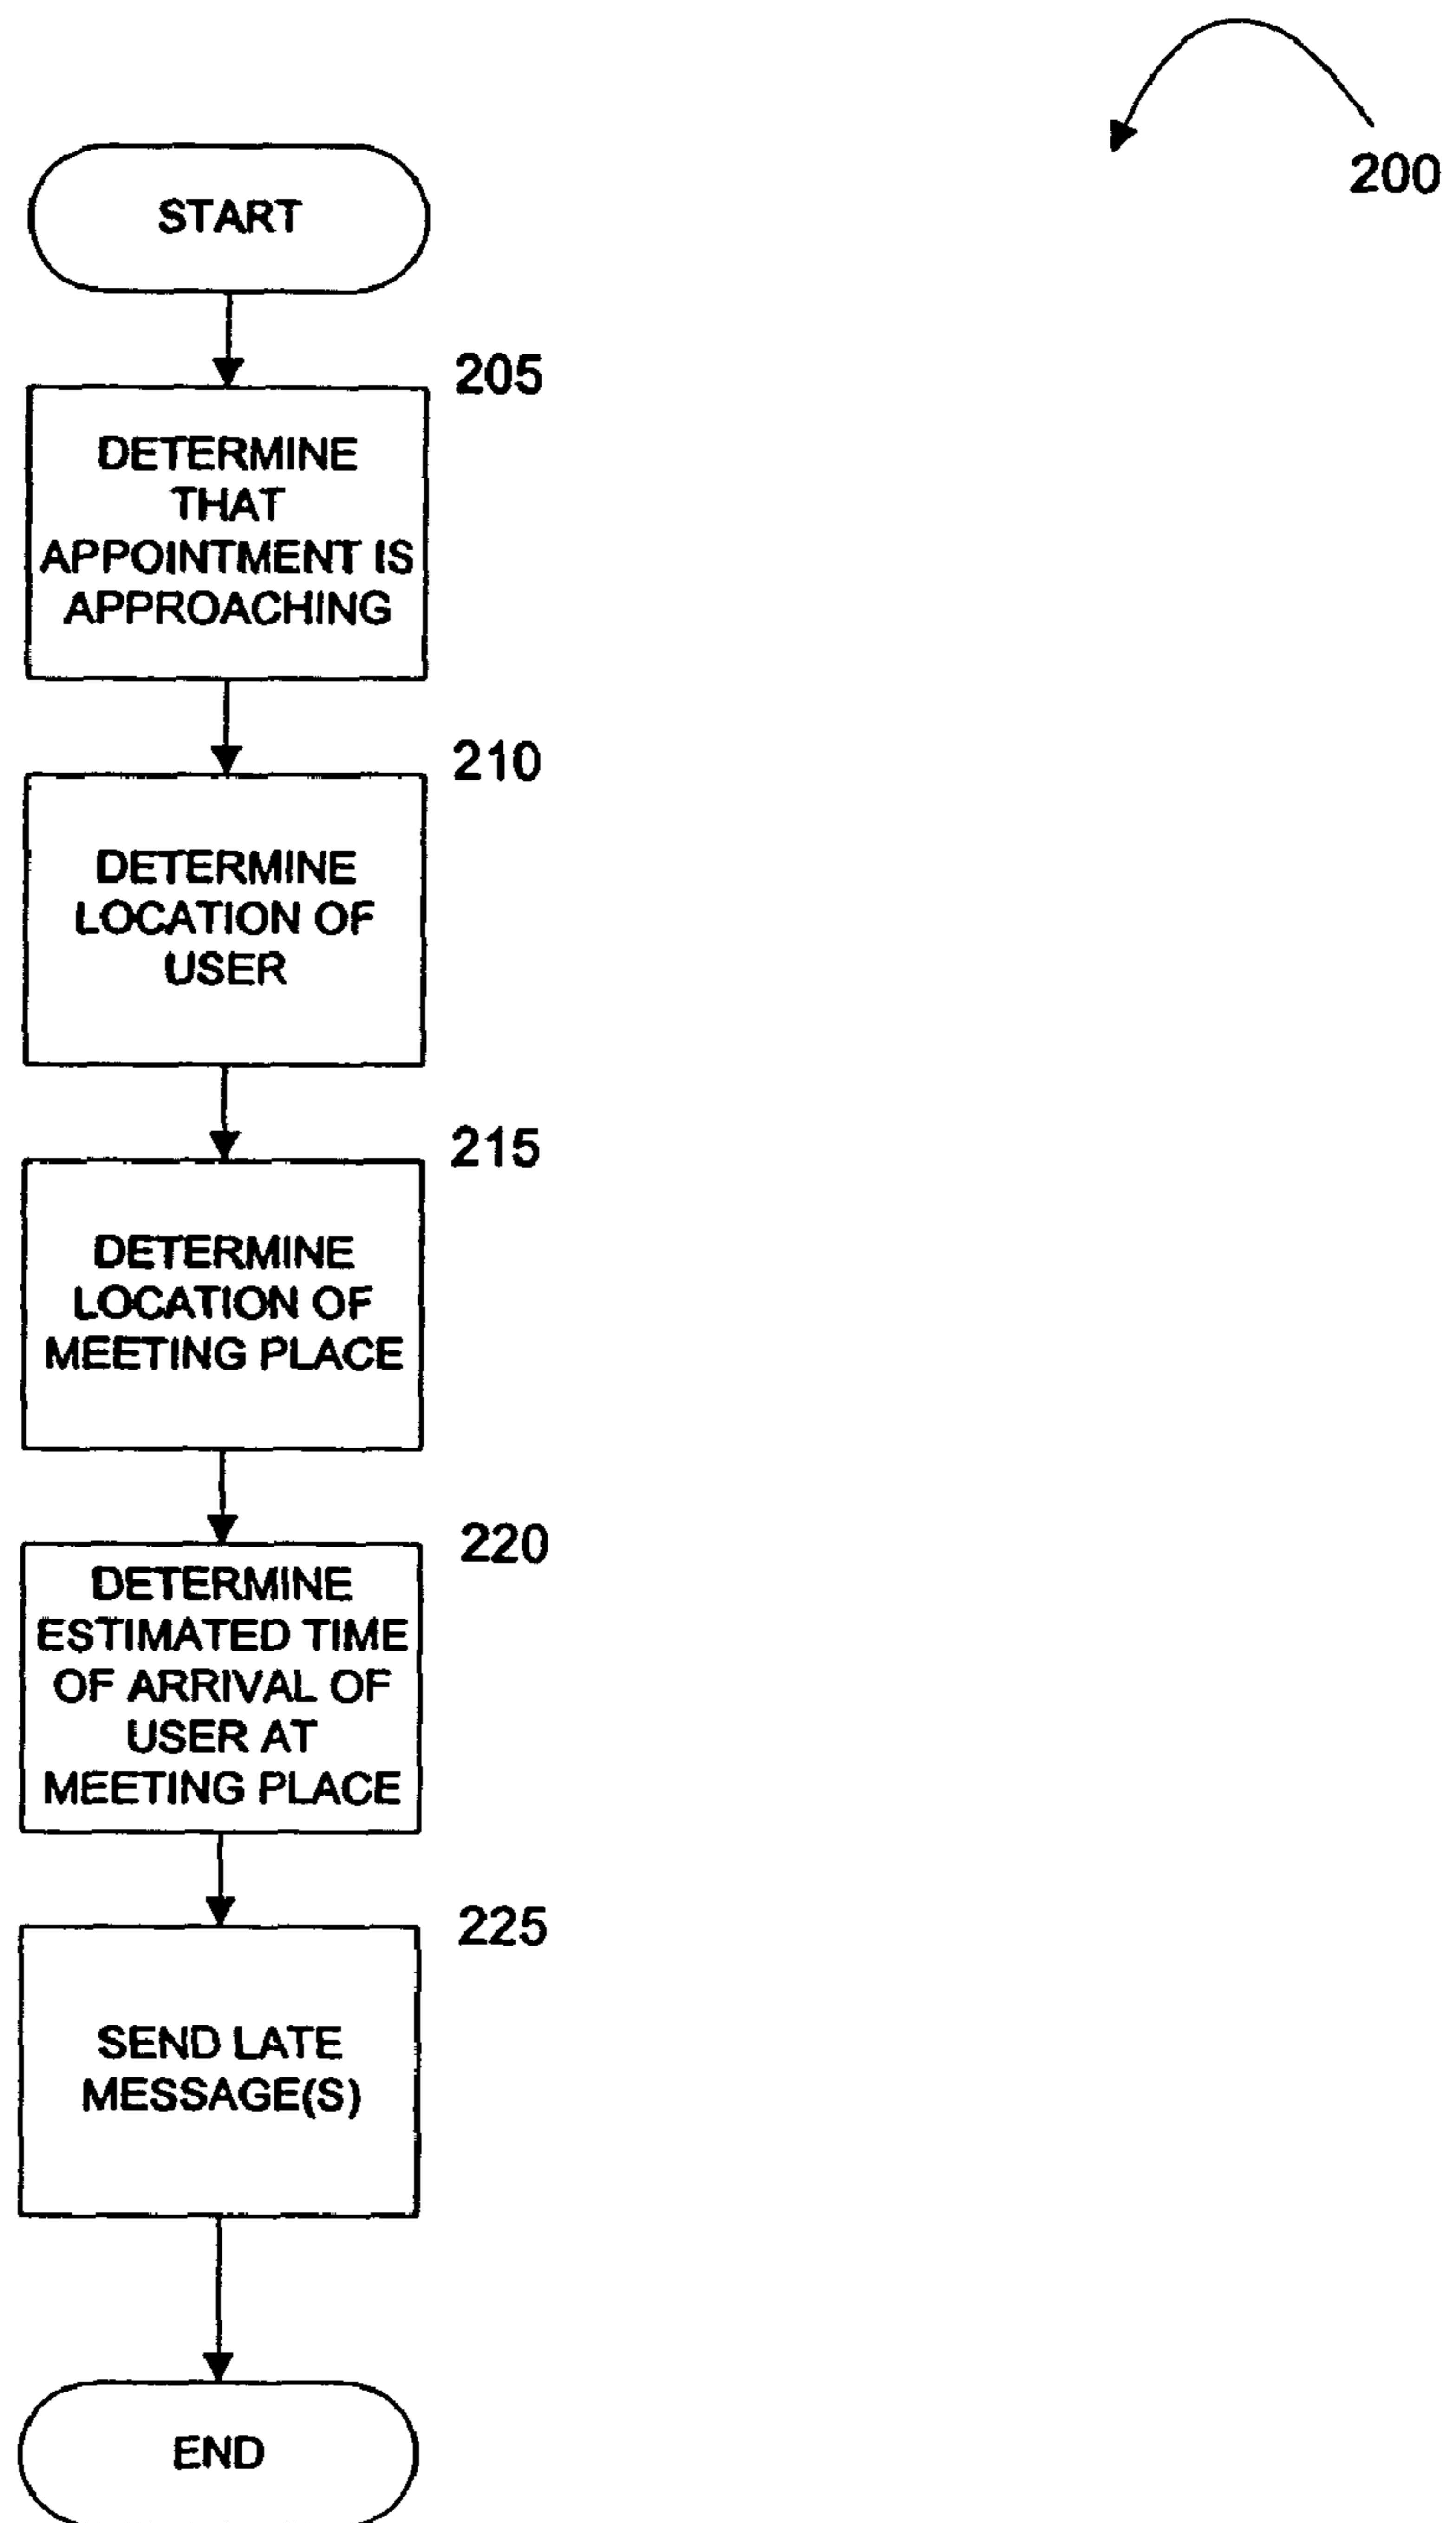 200
START
205
DETERMINE
THAT
APPOINTMENT IS
APPROACHING
210
DETERMINE
LOCATION OF
USER
215
DETERMINE
LOCATION OF
MEETING PLACE
220
DETERMINE
ESTIMATED TIME
OF ARRIVAL OF
USER AT
MEETING PLACE
225
SEND LATE
MESSAGE(S)
END